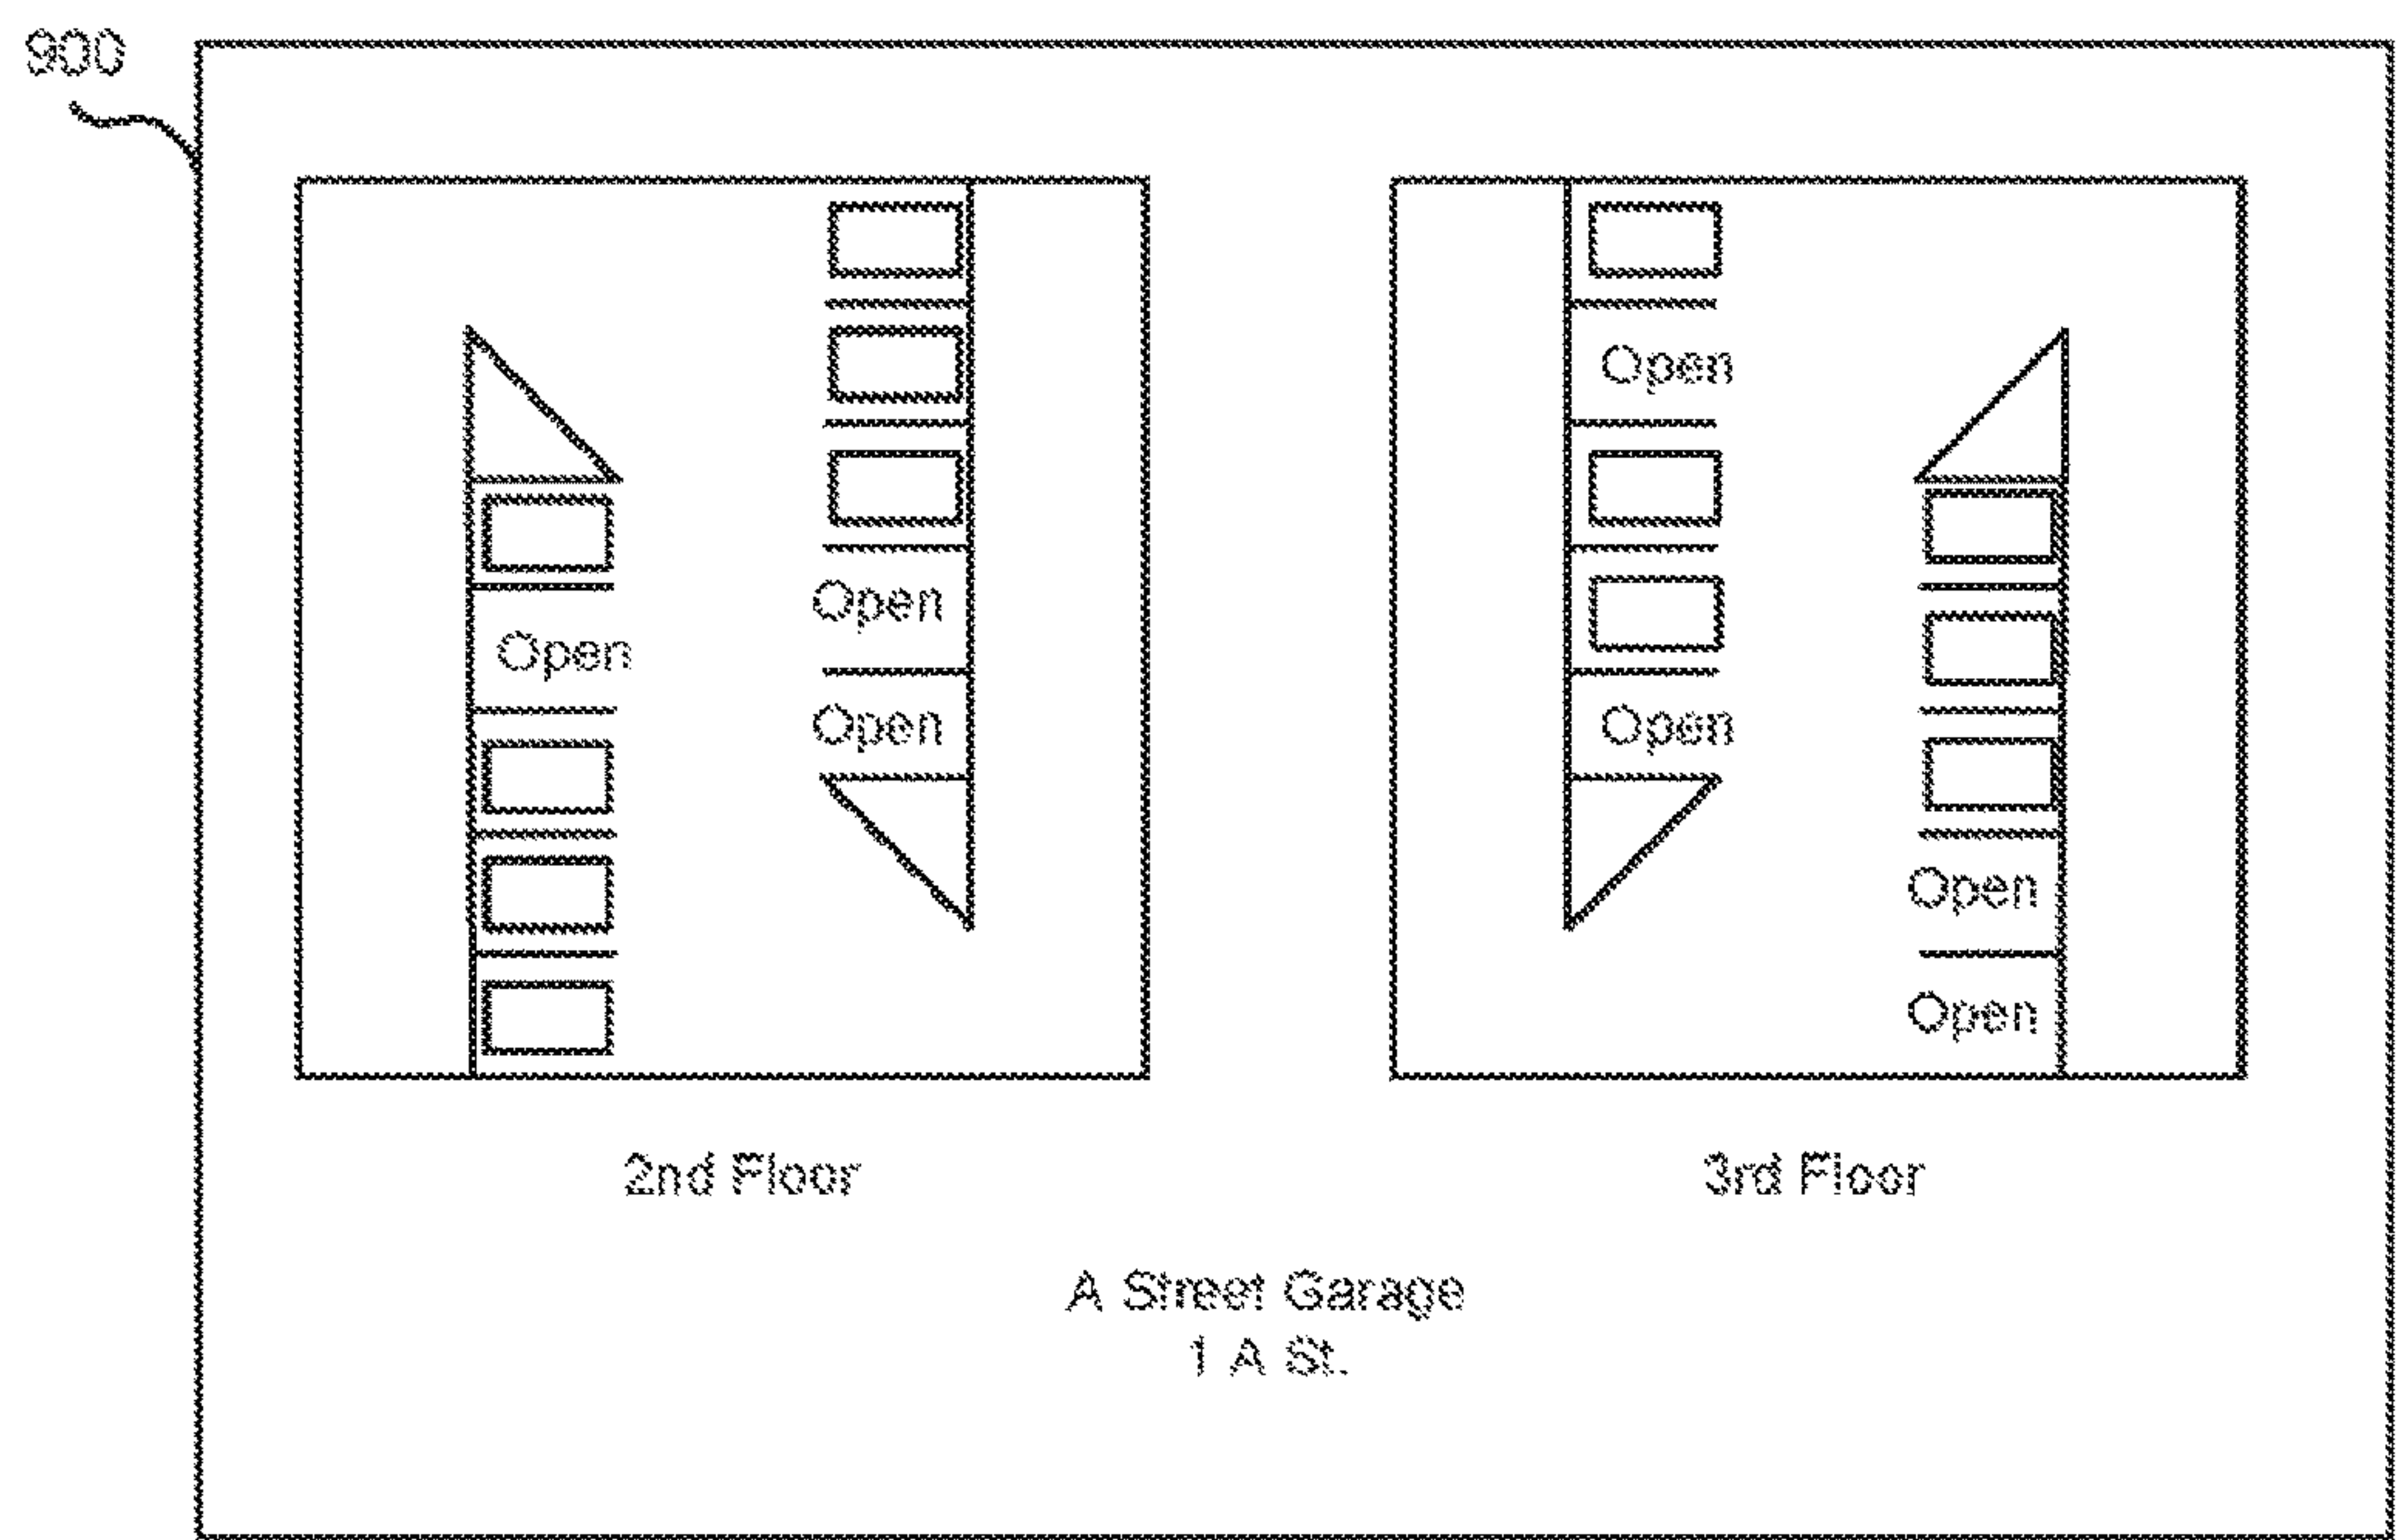 900
Open
Open
Open
Open
Open
Open
Open
2nd Floor
3rd Floor
A Street Garage
1 A St.